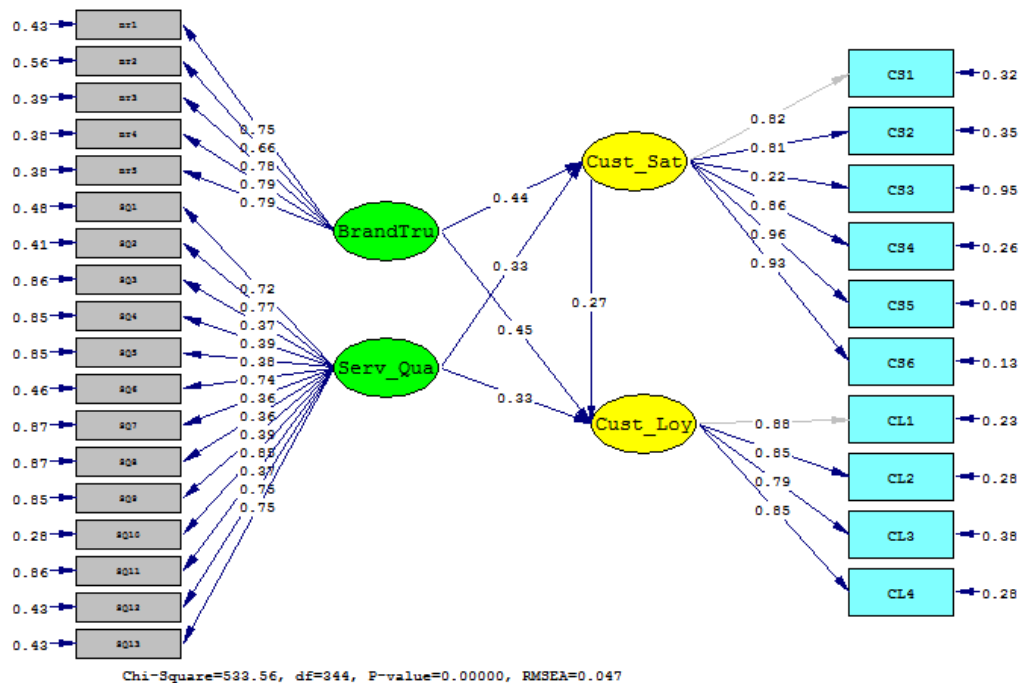 0.43 BT1
0.56 BT2
0.39 BT3
0.38 BT4
0.38 BT5
0.48 SQ1
0.41 SQ2
0.86 SQ3
0.85 SQ4
0.85 SQ5
0.46 SQ6
0.87 SQ7
0.87 SQ8
0.85 SQ9
0.28 SQ10
0.86 SQ11
0.43 SQ12
0.43 SQ13
0.75
0.66
0.78
0.79
0.79
0.72
0.77
0.37
0.39
0.38
0.74
0.36
0.36
0.39
0.85
0.37
0.75
0.75
BrandTru
Serv_Qua
0.44
0.33
0.45
0.33
0.27
Cust_Sat
Cust_Loy
0.82
0.81
0.22
0.86
0.96
0.93
0.88
0.85
0.79
0.85
CS1 0.32
CS2 0.35
CS3 0.95
CS4 0.26
CS5 0.08
CS6 0.13
CL1 0.23
CL2 0.28
CL3 0.38
CL4 0.28
Chi-Square=533.56, df=344, P-value=0.00000, RMSEA=0.047